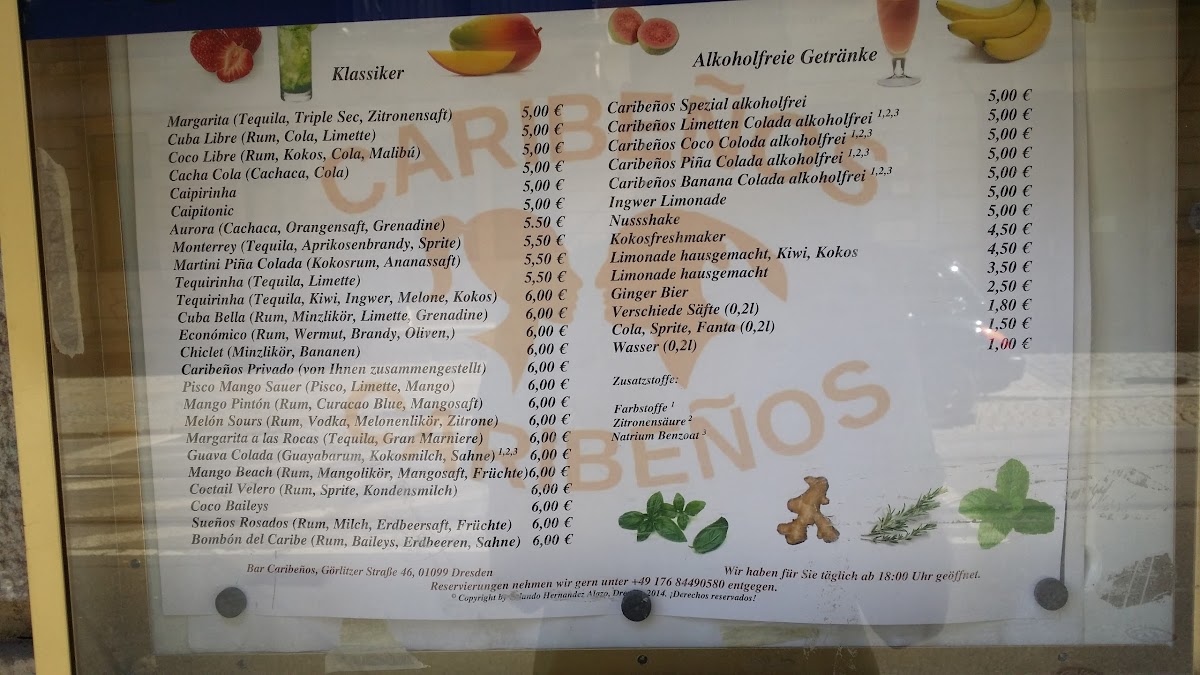 Klassiker
Margarita (Tequila, Triple Sec, Zitronensaft) 5,00 €
Cuba Libre (Rum, Cola, Limette) 5,00 €
Coco Libre (Rum, Kokos, Cola, Malibú) 5,00 €
Cacha Cola (Cachaca, Cola) 5,00 €
Caipirinha 5,00 €
Caipitonic 5,00 €
Aurora (Cachaca, Orangensaft, Grenadine) 5.50 €
Monterrey (Tequila, Aprikosenbrandy, Sprite) 5,50 €
Martini Piña Colada (Kokosrum, Ananassaft) 5,50 €
Tequirinha (Tequila, Limette) 5,50 €
Tequirinha (Tequila, Kiwi, Ingwer, Melone, Kokos) 6,00 €
Cuba Bella (Rum, Minzlikör, Limette, Grenadine) 6,00 €
Económico (Rum, Wermut, Brandy, Oliven,) 6,00 €
Chiclet (Minzlikör, Bananen) 6,00 €
Caribeños Privado (von Ihnen zusammengestellt) 6,00 €
Pisco Mango Sauer (Pisco, Limette, Mango) 6,00 €
Mango Pintón (Rum, Curacao Blue, Mangosaft) 6,00 €
Melón Sours (Rum, Vodka, Melonenlikör, Zitrone) 6,00 €
Margarita a las Rocas (Tequila, Gran Marniere) 6,00 €
Guava Colada (Guayabarum, Kokosmilch, Sahne) 1,2,3 6,00 €
Mango Beach (Rum, Mangolikör, Mangosaft, Früchte) 6,00 €
Coctail Velero (Rum, Sprite, Kondensmilch) 6,00 €
Coco Baileys 6,00 €
Sueños Rosados (Rum, Milch, Erdbeersaft, Früchte) 6,00 €
Bombón del Caribe (Rum, Baileys, Erdbeeren, Sahne) 6,00 €
Alkoholfreie Getränke
Caribeños Spezial alkoholfrei 5,00 €
Caribeños Limetten Colada alkoholfrei 1,2,3 5,00 €
Caribeños Coco Coloda alkoholfrei 1,2,3 5,00 €
Caribeños Piña Colada alkoholfrei 1,2,3 5,00 €
Caribeños Banana Colada alkoholfrei 1,2,3 5,00 €
Ingwer Limonade 5,00 €
Nussshake 5,00 €
Kokosfreshmaker 4,50 €
Limonade hausgemacht, Kiwi, Kokos 4,50 €
Limonade hausgemacht 3,50 €
Ginger Bier 2,50 €
Verschiede Säfte (0,2l) 1,80 €
Cola, Sprite, Fanta (0,2l) 1,50 €
Wasser (0,2l) 1,00 €
Zusatzstoffe:
Farbstoffe 1
Zitronensäure 2
Natrium Benzoat 3
CARIBEÑOS
CARIBEÑOS
Bar Caribeños, Görlitzer Straße 46, 01099 Dresden
Wir haben für Sie täglich ab 18:00 Uhr geöffnet.
Reservierungen nehmen wir gern unter +49 176 84490580 entgegen.
© Copyright by Hernandez 2014. ¡Derechos reservados!